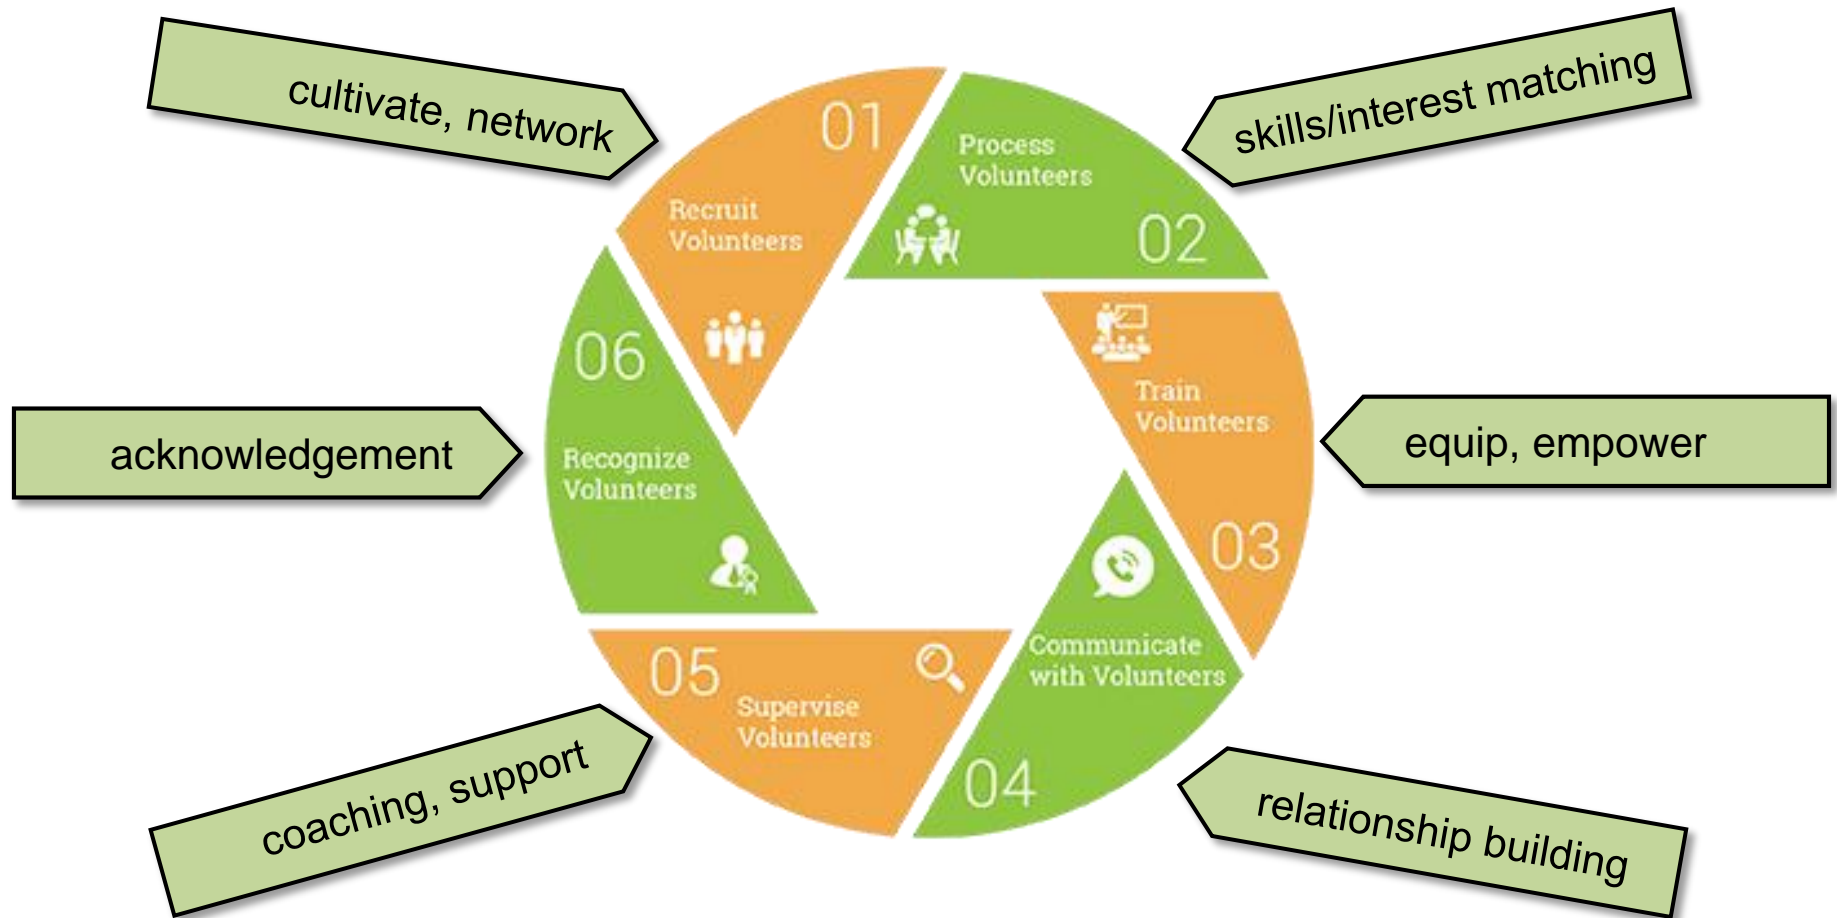 cultivate, network
skills/interest matching
01
Recruit
Volunteers
Process
Volunteers
02
Train
Volunteers
03
equip, empower
Communicate
with Volunteers
04
relationship building
05
Supervise
Volunteers
coaching, support
06
Recognize
Volunteers
acknowledgement